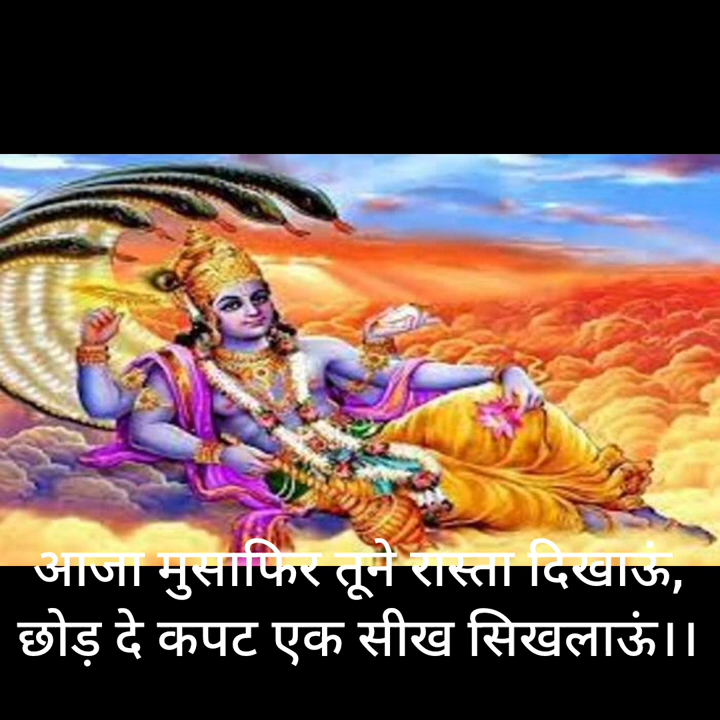 आजा मुसाफिर तूने रास्ता दिखाऊं,
छोड़ दे कपट एक सीख सिखलाऊं।।